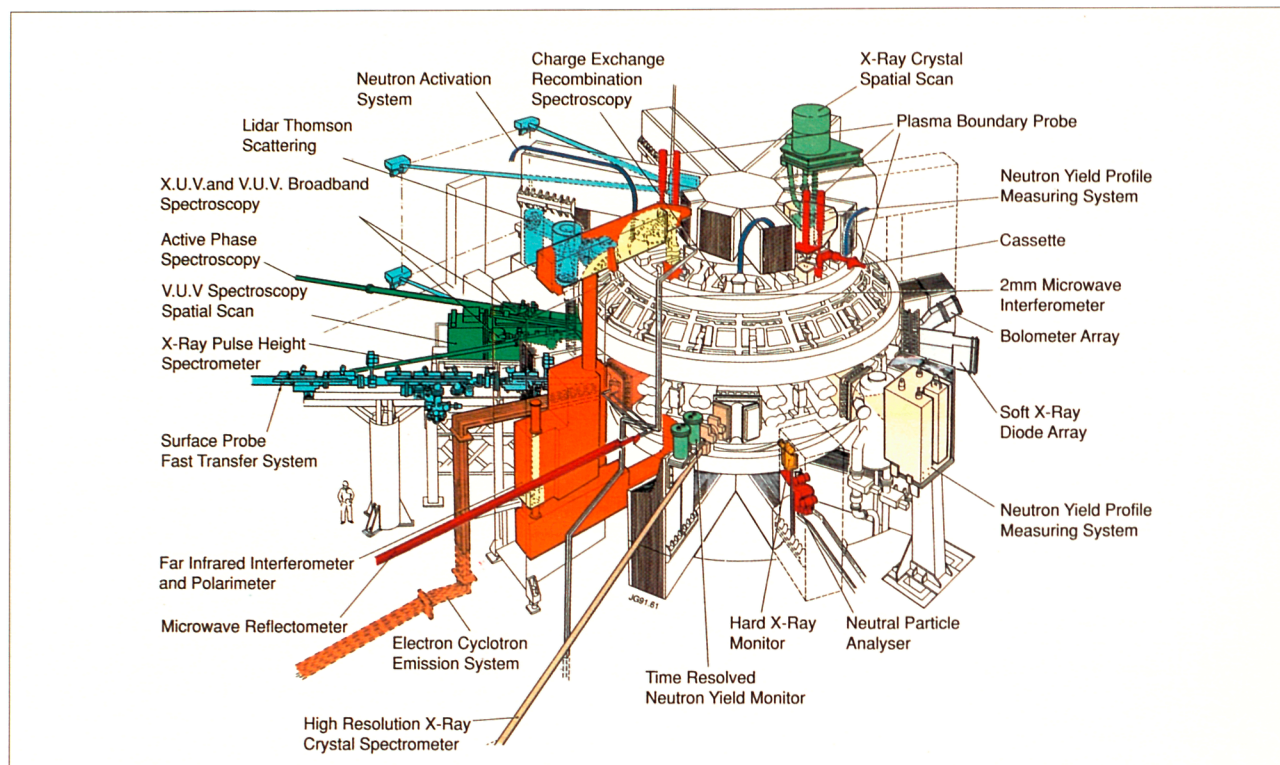 Charge Exchange
Recombination
Spectroscopy
X-Ray Crystal
Spatial Scan
Neutron Activation
System
Plasma Boundary Probe
Lidar Thomson
Scattering
Neutron Yield Profile
Measuring System
X.U.V.and V.U.V. Broadband
Spectroscopy
Cassette
Active Phase
Spectroscopy
2mm Microwave
Interferometer
V.U.V Spectroscopy
Spatial Scan
Bolometer Array
X-Ray Pulse Height
Spectrometer
Soft X-Ray
Diode Array
Surface Probe
Fast Transfer System
Neutron Yield Profile
Measuring System
Far Infrared Interferometer
and Polarimeter
JG91.61
Microwave Reflectometer
Electron Cyclotron
Emission System
Hard X-Ray
Monitor
Neutral Particle
Analyser
Time Resolved
Neutron Yield Monitor
High Resolution X-Ray
Crystal Spectrometer